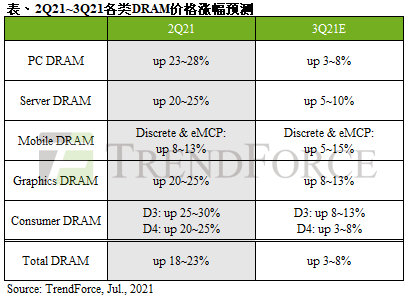 表、2Q21~3Q21各类DRAM价格涨幅预测
2Q21 3Q21E
PC DRAM up 23~28% up 3~8%
Server DRAM up 20~25% up 5~10%
Mobile DRAM Discrete & eMCP: Discrete & eMCP:
up 8~13% up 5~15%
Graphics DRAM up 20~25% up 8~13%
Consumer DRAM D3: up 25~30% D3: up 8~13%
D4: up 20~25% D4: up 3~8%
Total DRAM up 18~23% up 3~8%
Source: TrendForce, Jul., 2021
TRENDFORCE